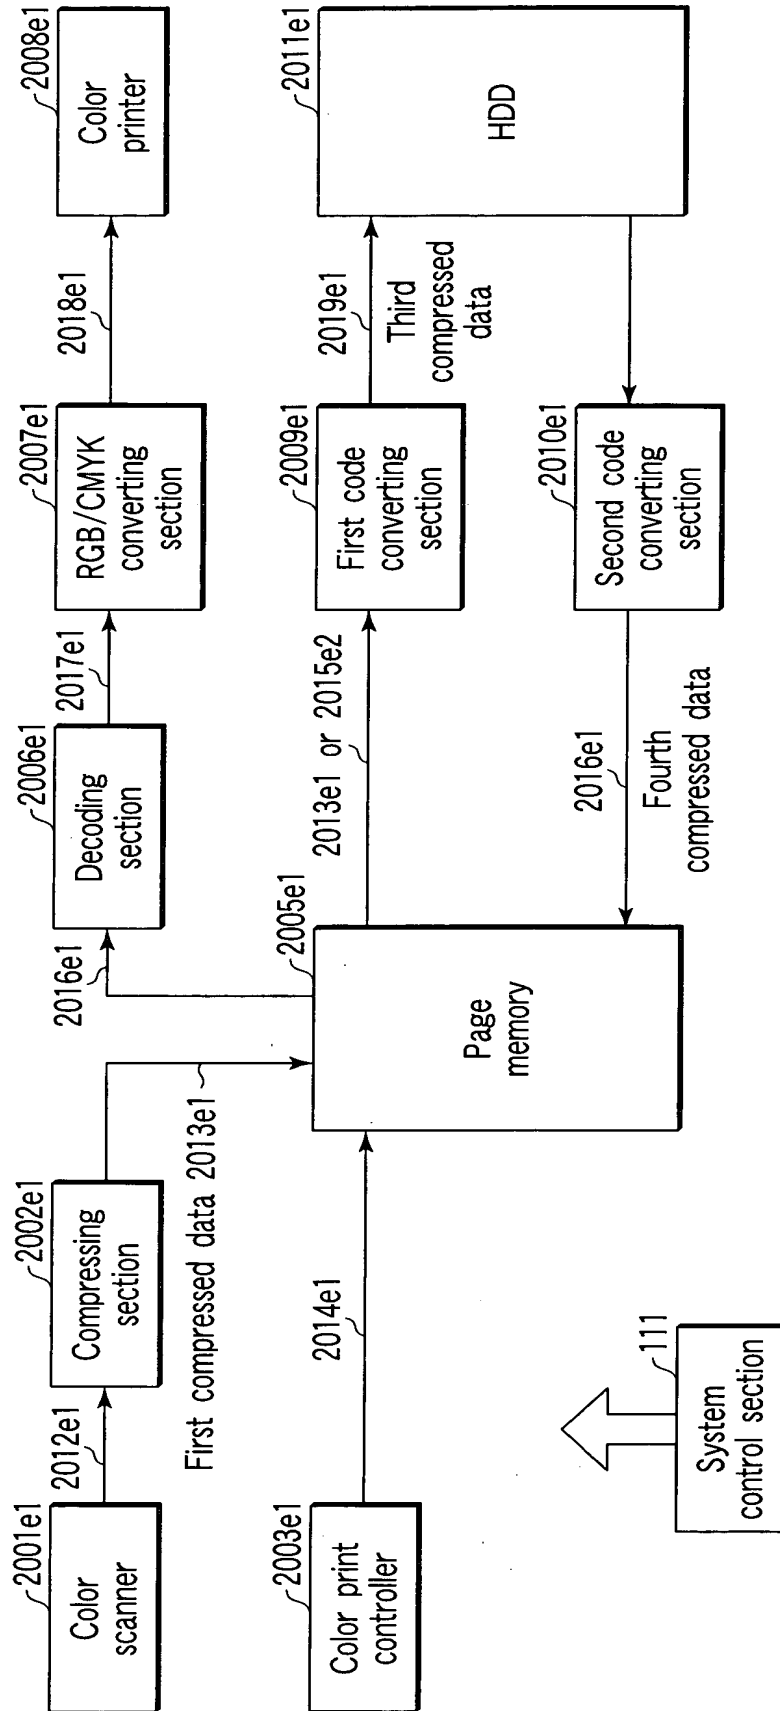 2001e1
Color
scanner
2012e1
2002e1
Compressing
section
First compressed data 2013e1
2016e1
2006e1
Decoding
section
2017e1
2007e1
RGB/CMYK
converting
section
2018e1
2008e1
Color
printer
2003e1
Color print
controller
2014e1
2005e1
Page
memory
2013e1 or 2015e2
2009e1
First code
converting
section
2019e1
Third
compressed
data
2011e1
HDD
2016e1
Fourth
compressed data
2010e1
Second code
converting
section
111
System
control section